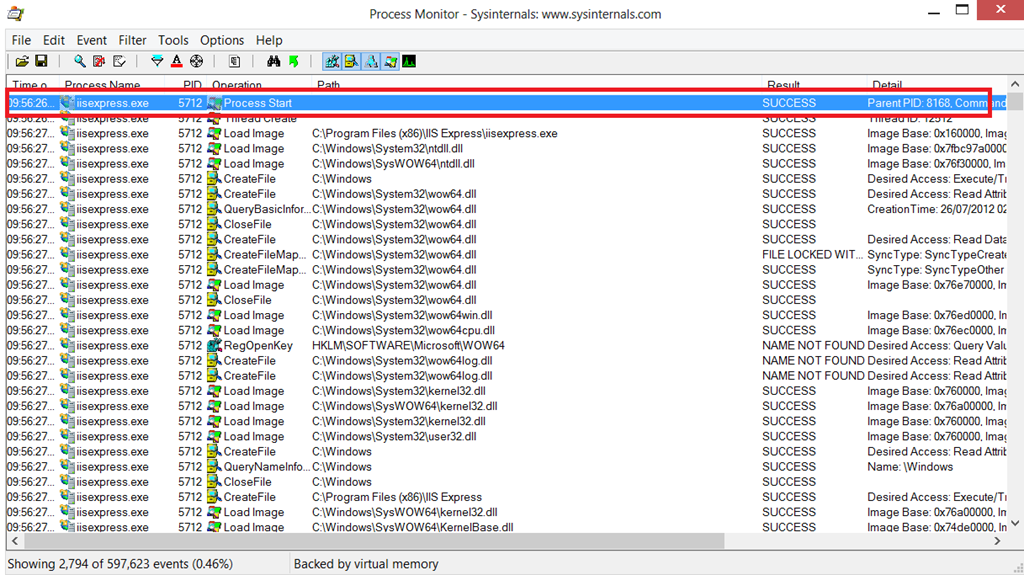 Process Monitor - Sysinternals: www.sysinternals.com
File Edit Event Filter Tools Options Help
Time o Process Name PID Operation Path Result Detail
09:56:26... iisexpress.exe 5712 Process Start SUCCESS Parent PID: 8168, Command
09:56:26... iisexpress.exe 5712 Thread Create SUCCESS Thread ID: 12512
09:56:27... iisexpress.exe 5712 Load Image C:\Program Files (x86)\IIS Express\iisexpress.exe SUCCESS Image Base: 0x160000, Imag
09:56:27... iisexpress.exe 5712 Load Image C:\Windows\System32\ntdll.dll SUCCESS Image Base: 0x7fbc97a0000
09:56:27... iisexpress.exe 5712 Load Image C:\Windows\SysWOW64\ntdll.dll SUCCESS Image Base: 0x76f30000, Im
09:56:27... iisexpress.exe 5712 CreateFile C:\Windows SUCCESS Desired Access: Execute/Tr
09:56:27... iisexpress.exe 5712 CreateFile C:\Windows\System32\wow64.dll SUCCESS Desired Access: Read Attrib
09:56:27... iisexpress.exe 5712 QueryBasicInfor... C:\Windows\System32\wow64.dll SUCCESS CreationTime: 26/07/2012 02
09:56:27... iisexpress.exe 5712 CloseFile C:\Windows\System32\wow64.dll SUCCESS
09:56:27... iisexpress.exe 5712 CreateFile C:\Windows\System32\wow64.dll SUCCESS Desired Access: Read Data
09:56:27... iisexpress.exe 5712 CreateFileMap... C:\Windows\System32\wow64.dll FILE LOCKED WIT... SyncType: SyncTypeCreate
09:56:27... iisexpress.exe 5712 CreateFileMap... C:\Windows\System32\wow64.dll SUCCESS SyncType: SyncTypeOther
09:56:27... iisexpress.exe 5712 Load Image C:\Windows\System32\wow64.dll SUCCESS Image Base: 0x76e70000, Im
09:56:27... iisexpress.exe 5712 CloseFile C:\Windows\System32\wow64.dll SUCCESS
09:56:27... iisexpress.exe 5712 Load Image C:\Windows\System32\wow64win.dll SUCCESS Image Base: 0x76ed0000, Im
09:56:27... iisexpress.exe 5712 Load Image C:\Windows\System32\wow64cpu.dll SUCCESS Image Base: 0x76ec0000, Im
09:56:27... iisexpress.exe 5712 RegOpenKey HKLM\SOFTWARE\Microsoft\WOW64 NAME NOT FOUND Desired Access: Query Valu
09:56:27... iisexpress.exe 5712 CreateFile C:\Windows\System32\wow64log.dll NAME NOT FOUND Desired Access: Read Attrib
09:56:27... iisexpress.exe 5712 CreateFile C:\Windows\System32\wow64log.dll NAME NOT FOUND Desired Access: Read Attrib
09:56:27... iisexpress.exe 5712 Load Image C:\Windows\System32\kernel32.dll SUCCESS Image Base: 0x760000, Imag
09:56:27... iisexpress.exe 5712 Load Image C:\Windows\SysWOW64\kernel32.dll SUCCESS Image Base: 0x76a00000, Im
09:56:27... iisexpress.exe 5712 Load Image C:\Windows\System32\kernel32.dll SUCCESS Image Base: 0x760000, Imag
09:56:27... iisexpress.exe 5712 Load Image C:\Windows\System32\user32.dll SUCCESS Image Base: 0x760000, Imag
09:56:27... iisexpress.exe 5712 CreateFile C:\Windows SUCCESS Desired Access: Read Attrib
09:56:27... iisexpress.exe 5712 QueryNameInfo... C:\Windows SUCCESS Name: \Windows
09:56:27... iisexpress.exe 5712 CloseFile C:\Windows SUCCESS
09:56:27... iisexpress.exe 5712 CreateFile C:\Program Files (x86)\IIS Express SUCCESS Desired Access: Execute/Tr
09:56:27... iisexpress.exe 5712 Load Image C:\Windows\SysWOW64\kernel32.dll SUCCESS Image Base: 0x76a00000, Im
09:56:27... iisexpress.exe 5712 Load Image C:\Windows\SysWOW64\KernelBase.dll SUCCESS Image Base: 0x74de0000, Im
Showing 2,794 of 597,623 events (0.46%) Backed by virtual memory